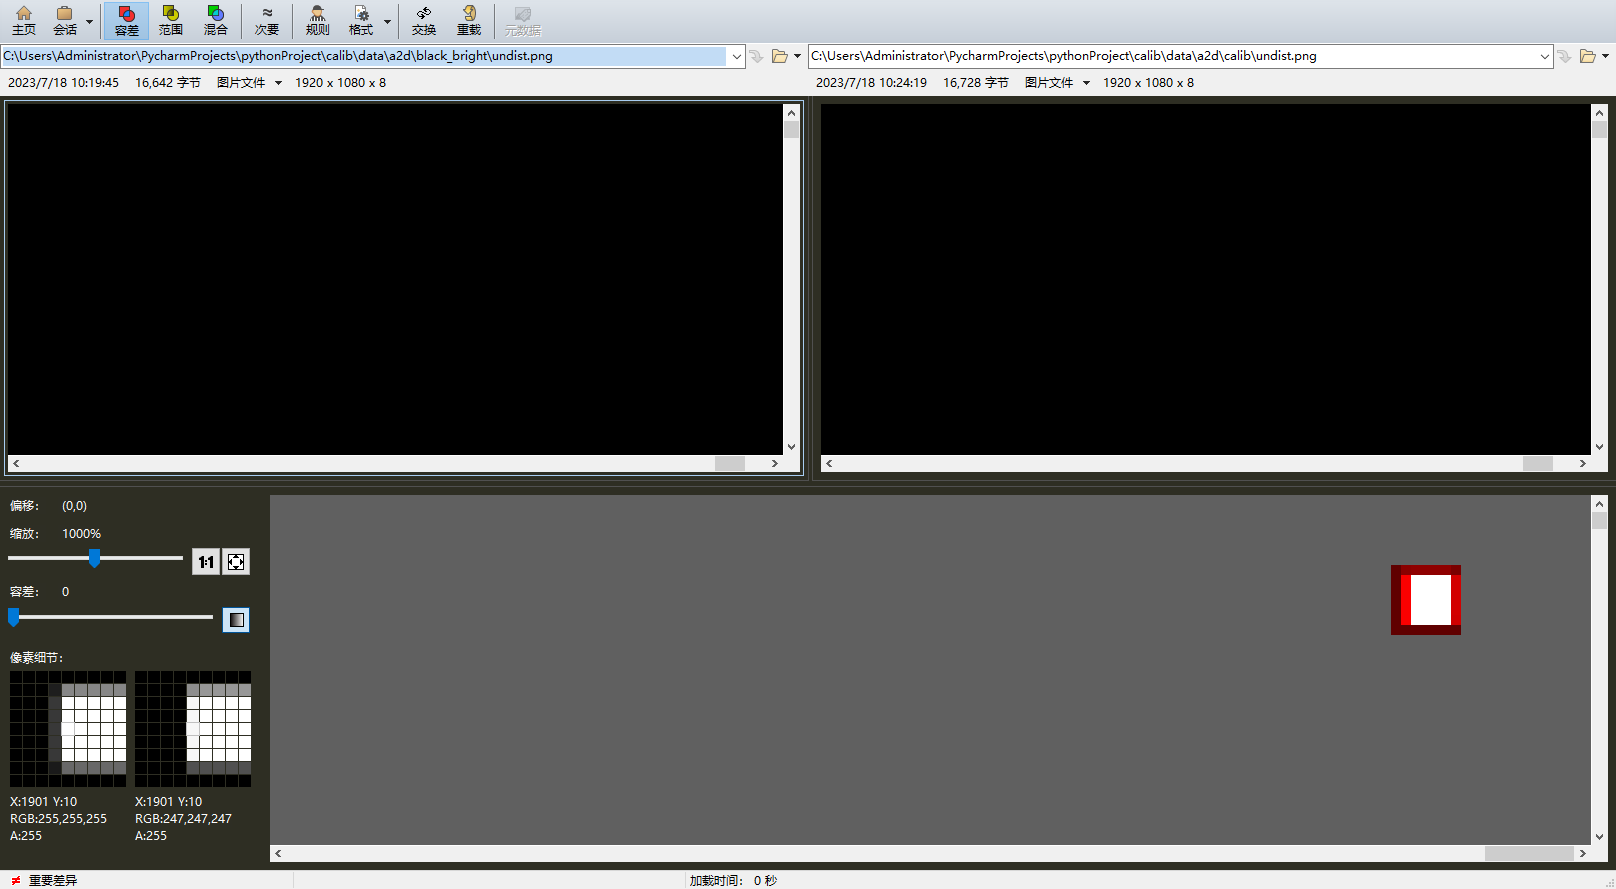 主页 会话 容差 范围 混合 次要 规则 格式 交换 重载 元数据
C:\Users\Administrator\PycharmProjects\pythonProject\calib\data\a2d\black_bright\undist.png
C:\Users\Administrator\PycharmProjects\pythonProject\calib\data\a2d\calib\undist.png
2023/7/18 10:19:45 16,642 字节 图片文件 1920 x 1080 x 8
2023/7/18 10:24:19 16,728 字节 图片文件 1920 x 1080 x 8
偏移: (0,0)
缩放: 1000%
1:1
容差: 0
像素细节:
X:1901 Y:10
RGB:255,255,255
A:255
X:1901 Y:10
RGB:247,247,247
A:255
≠ 重要差异
加载时间: 0 秒